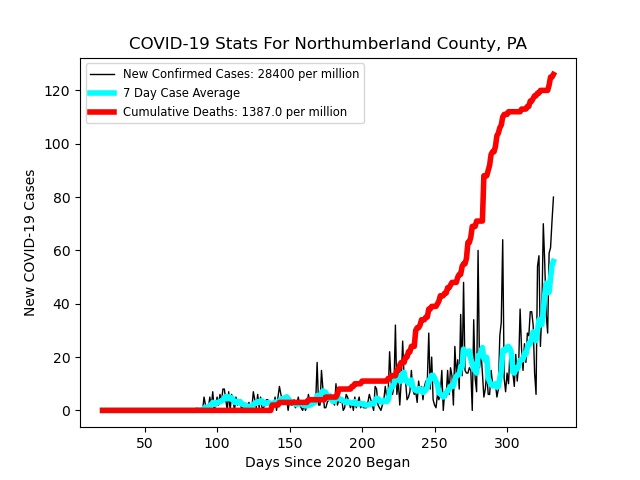 COVID-19 Stats For Northumberland County, PA
New Confirmed Cases: 28400 per million
7 Day Case Average
Cumulative Deaths: 1387.0 per million
120
100
80
60
40
20
0
New COVID-19 Cases
50 100 150 200 250 300
Days Since 2020 Began